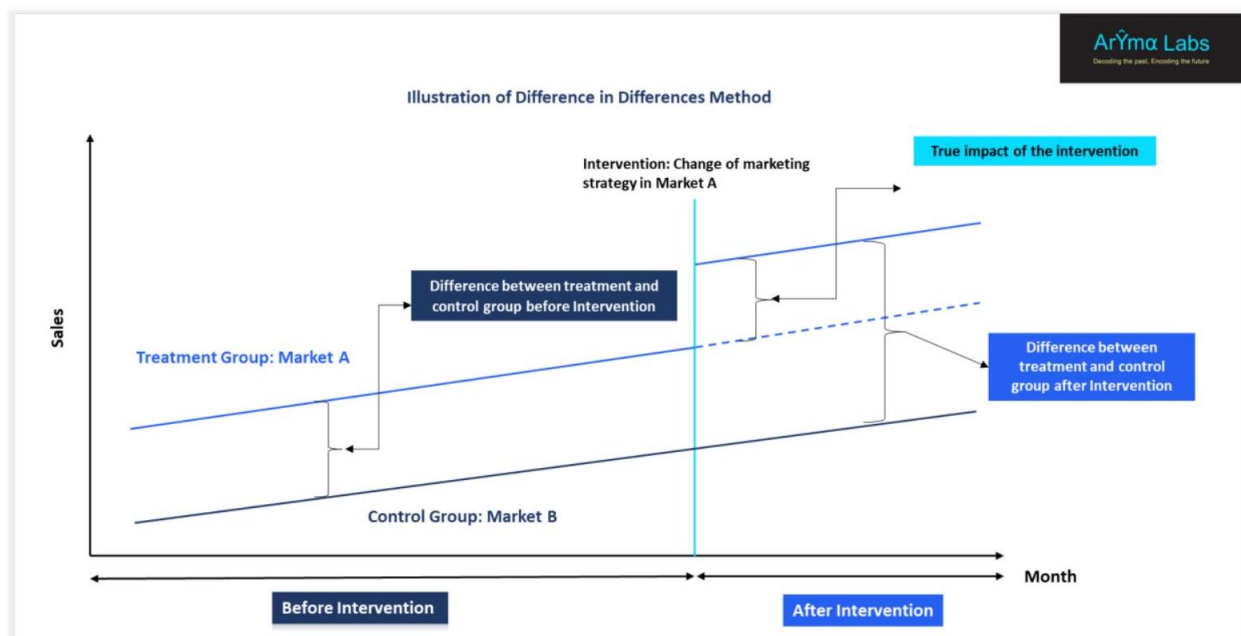 ArŶmα Labs
Decoding the past, Encoding the future
Illustration of Difference in Differences Method
Intervention: Change of marketing
strategy in Market A
True impact of the intervention
Difference between treatment and
control group before Intervention
Sales
Treatment Group: Market A
Difference between
treatment and control
group after Intervention
Control Group: Market B
Month
Before Intervention
After Intervention